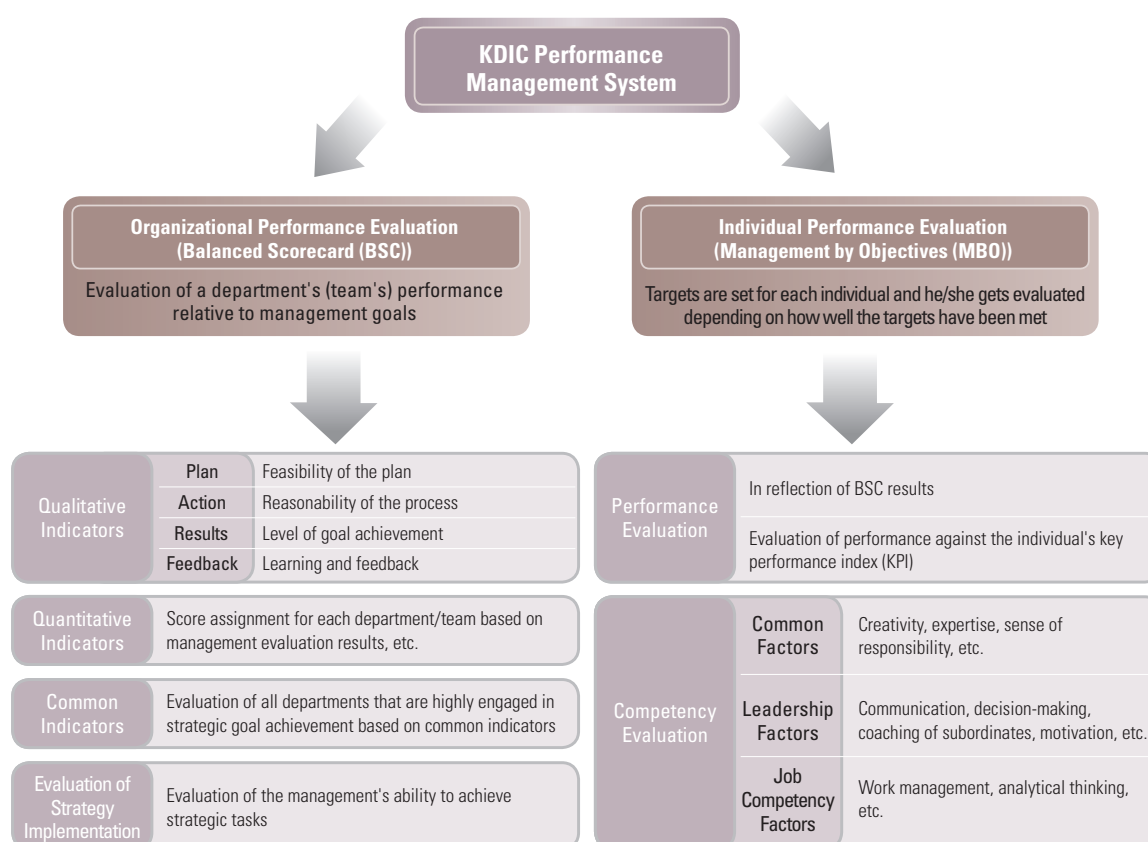 KDIC Performance
Management System
Organizational Performance Evaluation
(Balanced Scorecard (BSC))
Evaluation of a department's (team's) performance
relative to management goals
Individual Performance Evaluation
(Management by Objectives (MBO))
Targets are set for each individual and he/she gets evaluated
depending on how well the targets have been met
Qualitative
Indicators
Plan
Feasibility of the plan
Action
Reasonability of the process
Results
Level of goal achievement
Feedback
Learning and feedback
Quantitative
Indicators
Score assignment for each department/team based on
management evaluation results, etc.
Common
Indicators
Evaluation of all departments that are highly engaged in
strategic goal achievement based on common indicators
Evaluation of
Strategy
Implementation
Evaluation of the management's ability to achieve
strategic tasks
Performance
Evaluation
In reflection of BSC results
Evaluation of performance against the individual's key
performance index (KPI)
Competency
Evaluation
Common
Factors
Creativity, expertise, sense of
responsibility, etc.
Leadership
Factors
Communication, decision-making,
coaching of subordinates, motivation, etc.
Job
Competency
Factors
Work management, analytical thinking,
etc.